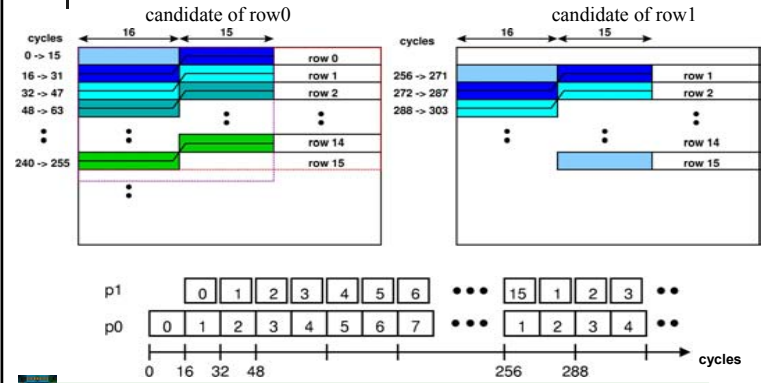 candidate of row0
candidate of row1
cycles
16
15
0 -> 15
row 0
16 -> 31
row 1
32 -> 47
row 2
48 -> 63
row 14
240 -> 255
row 15
cycles
16
15
256 -> 271
row 1
272 -> 287
row 2
288 -> 303
row 14
row 15
p1
0 1 2 3 4 5 6
15 1 2 3
p0
0 1 2 3 4 5 6 7
1 2 3 4
0 16 32 48 256 288
cycles